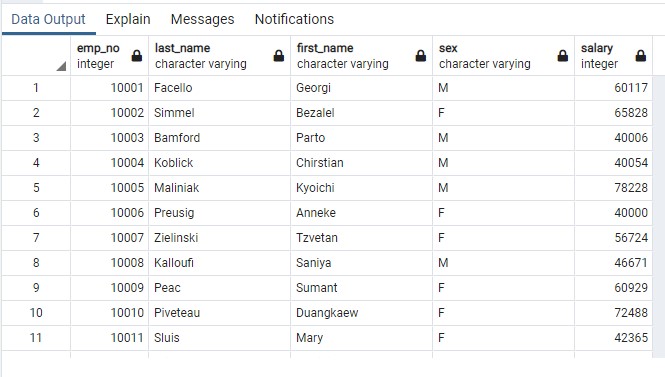 Data Output Explain Messages Notifications
emp_no last_name first_name sex salary
integer character varying character varying character varying integer
1 10001 Facello Georgi M 60117
2 10002 Simmel Bezalel F 65828
3 10003 Bamford Parto M 40006
4 10004 Koblick Chirstian M 40054
5 10005 Maliniak Kyoichi M 78228
6 10006 Preusig Anneke F 40000
7 10007 Zielinski Tzvetan F 56724
8 10008 Kalloufi Saniya M 46671
9 10009 Peac Sumant F 60929
10 10010 Piveteau Duangkaew F 72488
11 10011 Sluis Mary F 42365